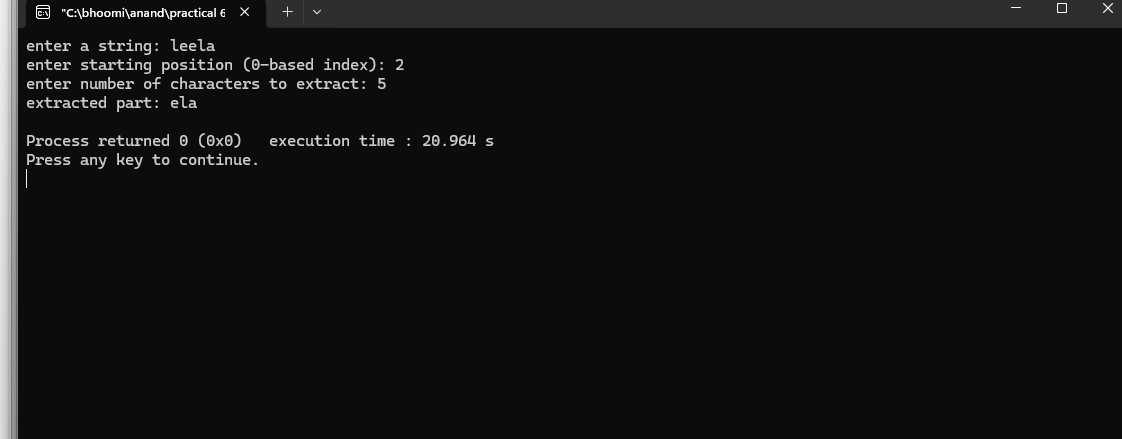 "C:\bhoomi\anand\practical 6
enter a string: leela
enter starting position (0-based index): 2
enter number of characters to extract: 5
extracted part: ela
Process returned 0 (0x0)   execution time : 20.964 s
Press any key to continue.